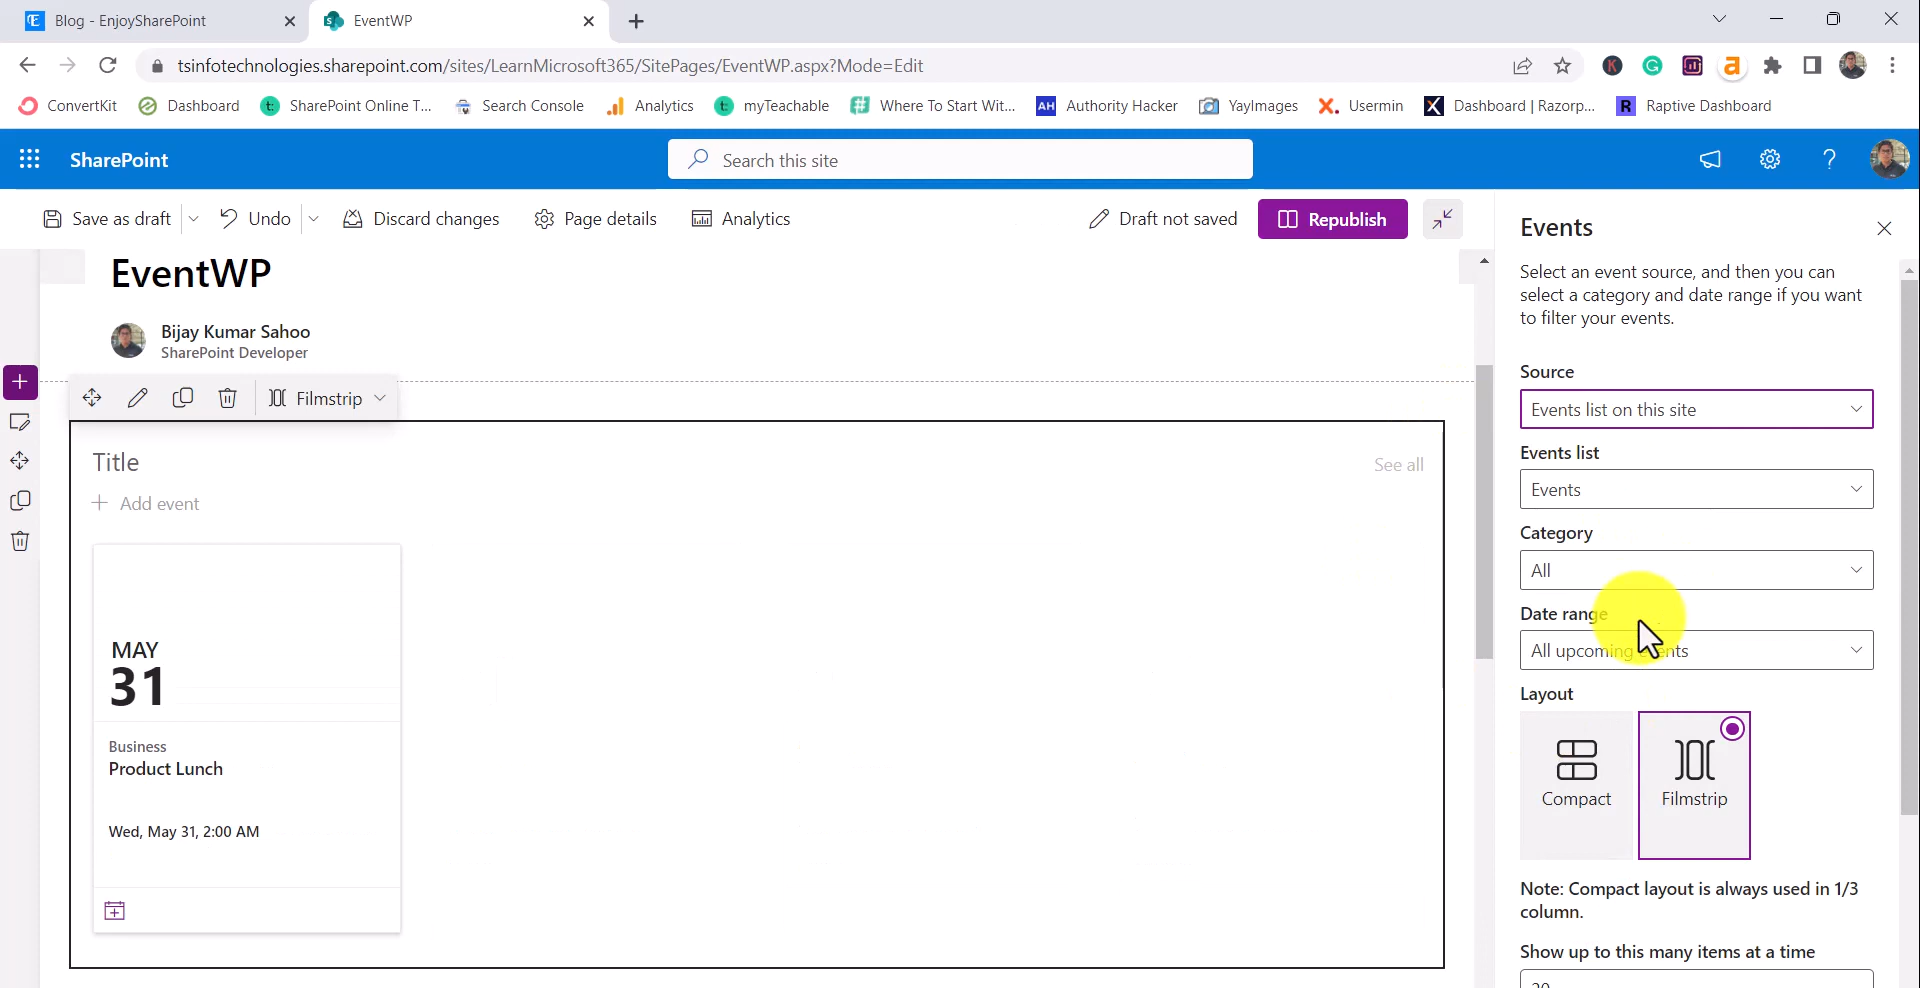 Blog - EnjoySharePoint
EventWP
tsinfotechnologies.sharepoint.com/sites/LearnMicrosoft365/SitePages/EventWP.aspx?Mode=Edit
ConvertKit
Dashboard
SharePoint Online T...
Search Console
Analytics
myTeachable
Where To Start Wit...
AH Authority Hacker
YayImages
Usermin
Dashboard | Razorp...
R Raptive Dashboard
SharePoint
Search this site
Save as draft
Undo
Discard changes
Page details
Analytics
Draft not saved
Republish
EventWP
Bijay Kumar Sahoo
SharePoint Developer
Filmstrip
Title
See all
+ Add event
MAY
31
Business
Product Lunch
Wed, May 31, 2:00 AM
Events
Select an event source, and then you can
select a category and date range if you want
to filter your events.
Source
Events list on this site
Events list
Events
Category
All
Date range
All upcoming events
Layout
Compact
Filmstrip
Note: Compact layout is always used in 1/3
column.
Show up to this many items at a time
20